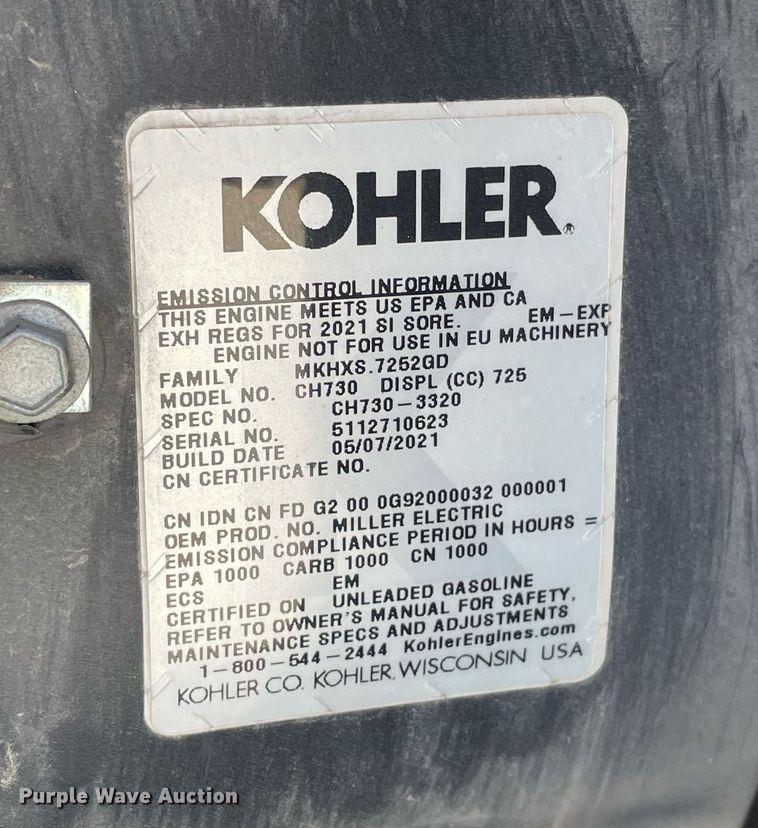 KOHLER®
EMISSION CONTROL INFORMATION
THIS ENGINE MEETS US EPA AND CA
EXH REGS FOR 2021 SI SORE. EM-EXP
ENGINE NOT FOR USE IN EU MACHINERY
FAMILY MKHXS.7252GD
MODEL NO. CH730 DISPL (CC) 725
SPEC NO. CH730-3320
SERIAL NO. 5112710623
BUILD DATE 05/07/2021
CN CERTIFICATE NO.
CN IDN CN FD G2 00 0G92000032 000001
OEM PROD. NO. MILLER ELECTRIC
EMISSION COMPLIANCE PERIOD IN HOURS =
EPA 1000 CARB 1000 CN 1000
ECS EM
CERTIFIED ON UNLEADED GASOLINE
REFER TO OWNER'S MANUAL FOR SAFETY,
MAINTENANCE SPECS AND ADJUSTMENTS
1-800-544-2444 KohlerEngines.com
KOHLER CO. KOHLER, WISCONSIN USA
Purple Wave Auction